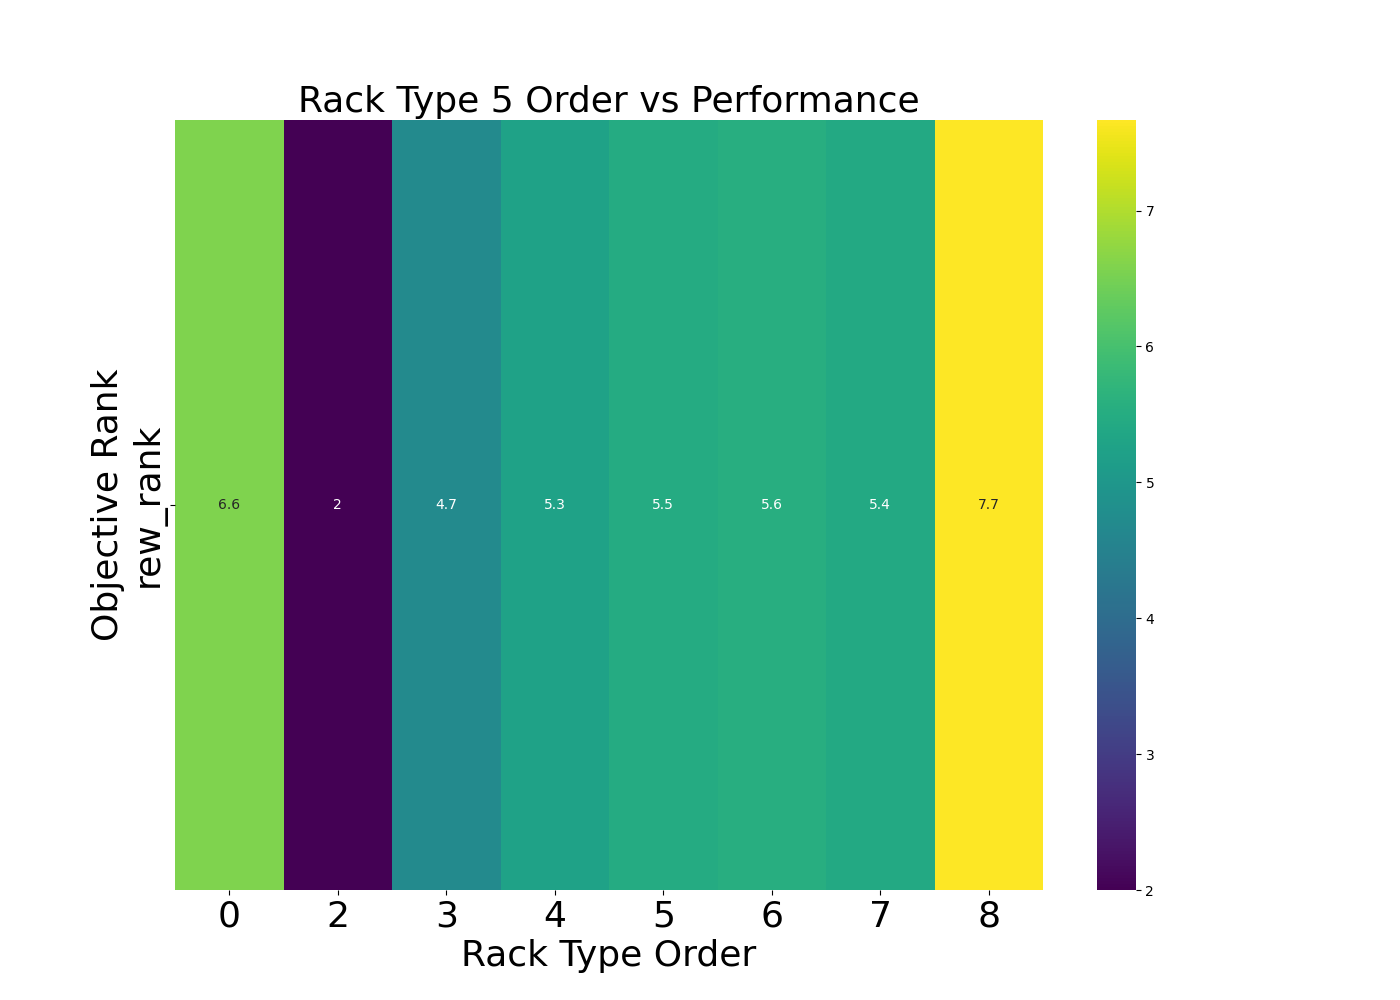 Rack Type 5 Order vs Performance
Objective Rank
rew_rank
6.6 2 4.7 5.3 5.5 5.6 5.4 7.7
0 2 3 4 5 6 7 8
Rack Type Order
7
6
5
4
3
2